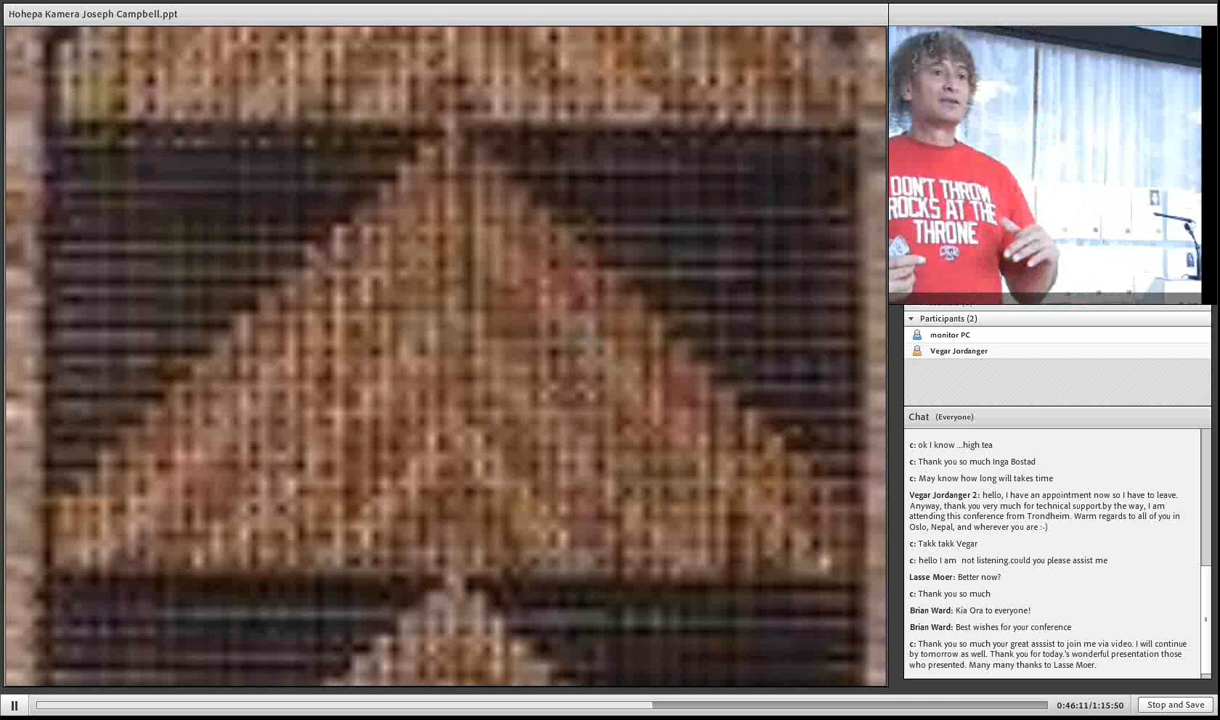 Hohepa Kamera Joseph Campbell.ppt
DON'T THROW
ROCKS AT THE
THRONE
Participants (2)
monitor PC
Vegar Jordanger
Chat (Everyone)
c: ok I know ...high tea
c: Thank you so much Inga Bostad
c: May know how long will takes time
Vegar Jordanger 2: hello, I have an appointment now so I have to leave.
Anyway, thank you very much for technical support.by the way, I am
attending this conference from Trondheim. Warm regards to all of you in
Oslo, Nepal, and wherever you are :-)
c: Takk takk Vegar
c: hello I am not listening.could you please assist me
Lasse Moer: Better now?
c: Thank you so much
Brian Ward: Kia Ora to everyone!
Brian Ward: Best wishes for your conference
c: Thank you so much your great asssist to join me via video. I will continue
by tomorrow as well. Thank you for today.'s wonderful presentation those
who presented. Many many thanks to Lasse Moer.
0:46:11/1:15:50
Stop and Save